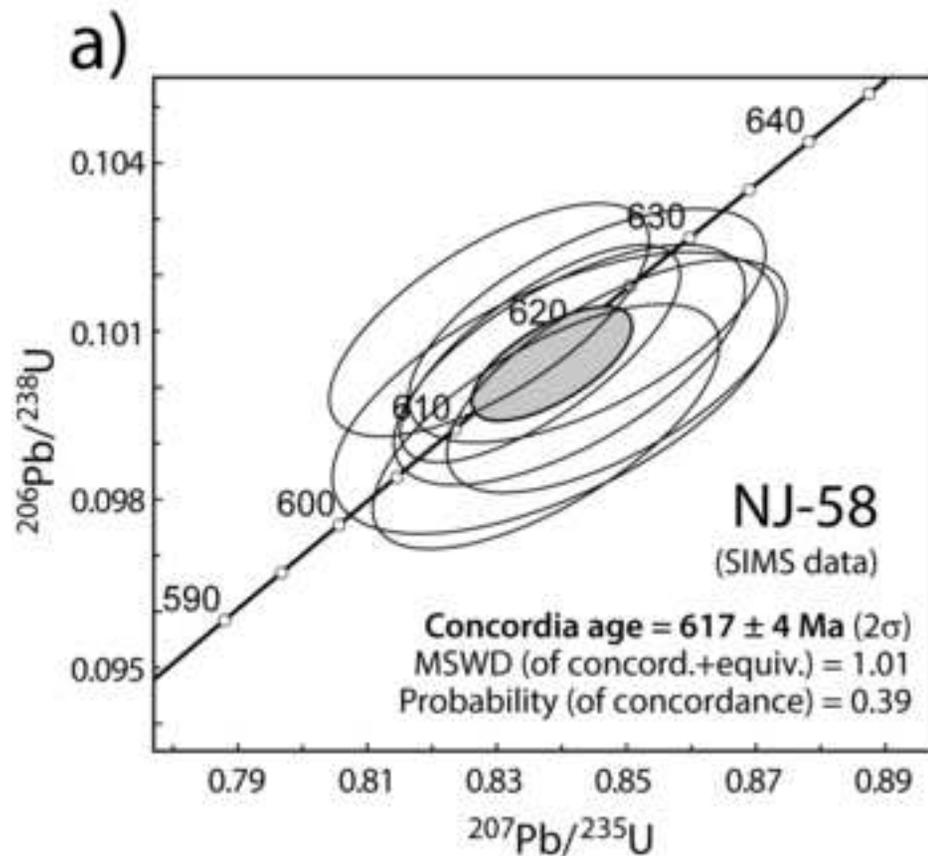 a)
640
0.104
630
620
0.101
610
0.098
600
590
0.095
206Pb/238U
NJ-58
(SIMS data)
Concordia age = 617 ± 4 Ma (2σ)
MSWD (of concord.+equiv.) = 1.01
Probability (of concordance) = 0.39
0.79 0.81 0.83 0.85 0.87 0.89
207Pb/235U